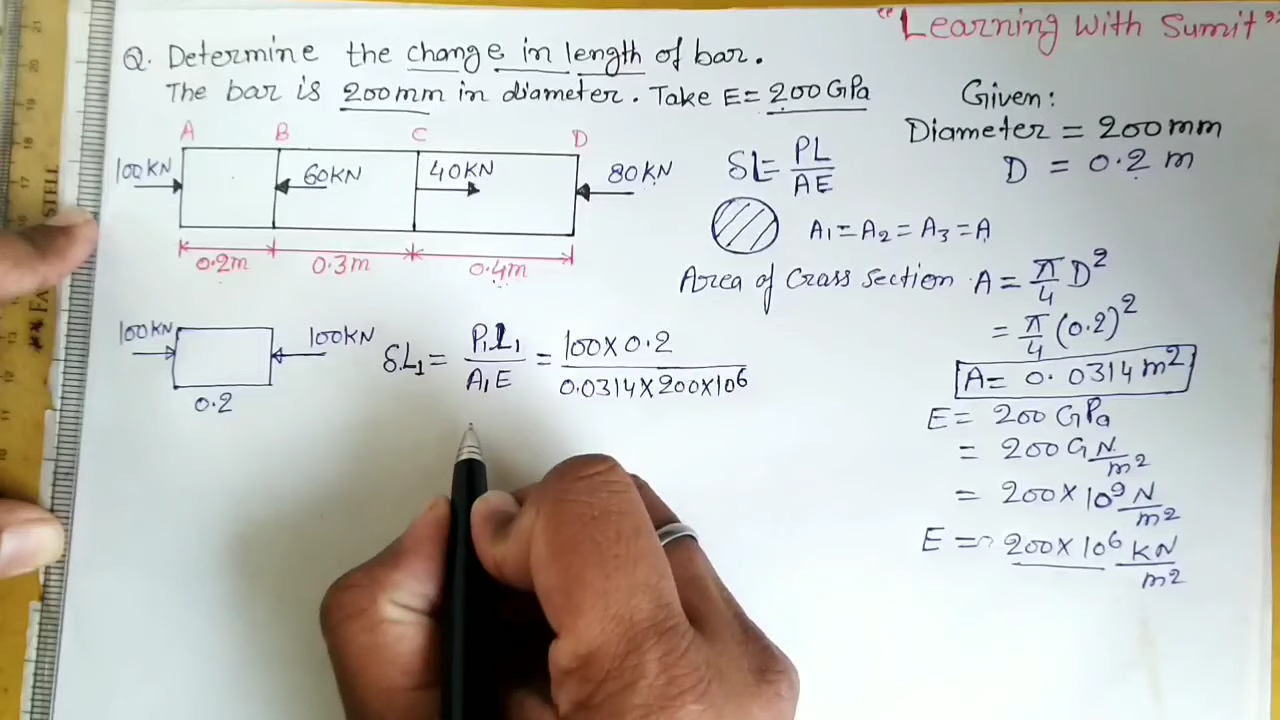 "Learning With Sumit"
Q. Determine the change in length of bar.
The bar is 200mm in diameter. Take E= 200GPa
A B C D
100KN 60KN 40KN 80KN
0.2m 0.3m 0.4m
δL = PL/AE
A1 = A2 = A3 = A
Given:
Diameter = 200mm
D = 0.2 m
Area of Cross section A = π/4 D²
= π/4 (0.2)²
A = 0.0314 m²
E = 200 GPa
= 200 G N/m²
= 200 × 10⁹ N/m²
E = 200 × 10⁶ KN/m²
100KN 100KN
0.2
δL1 = P1L1/A1E = 100×0.2/0.0314×200×10⁶